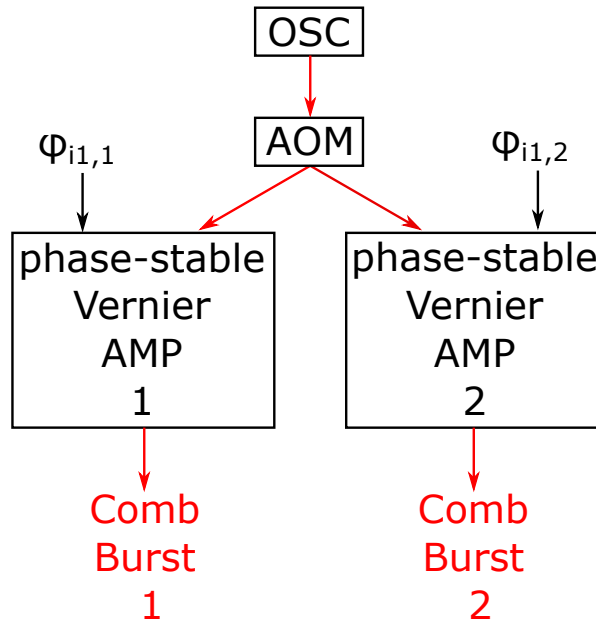 OSC
AOM
φi1,1
φi1,2
phase-stable
Vernier
AMP
1
phase-stable
Vernier
AMP
2
Comb
Burst
1
Comb
Burst
2